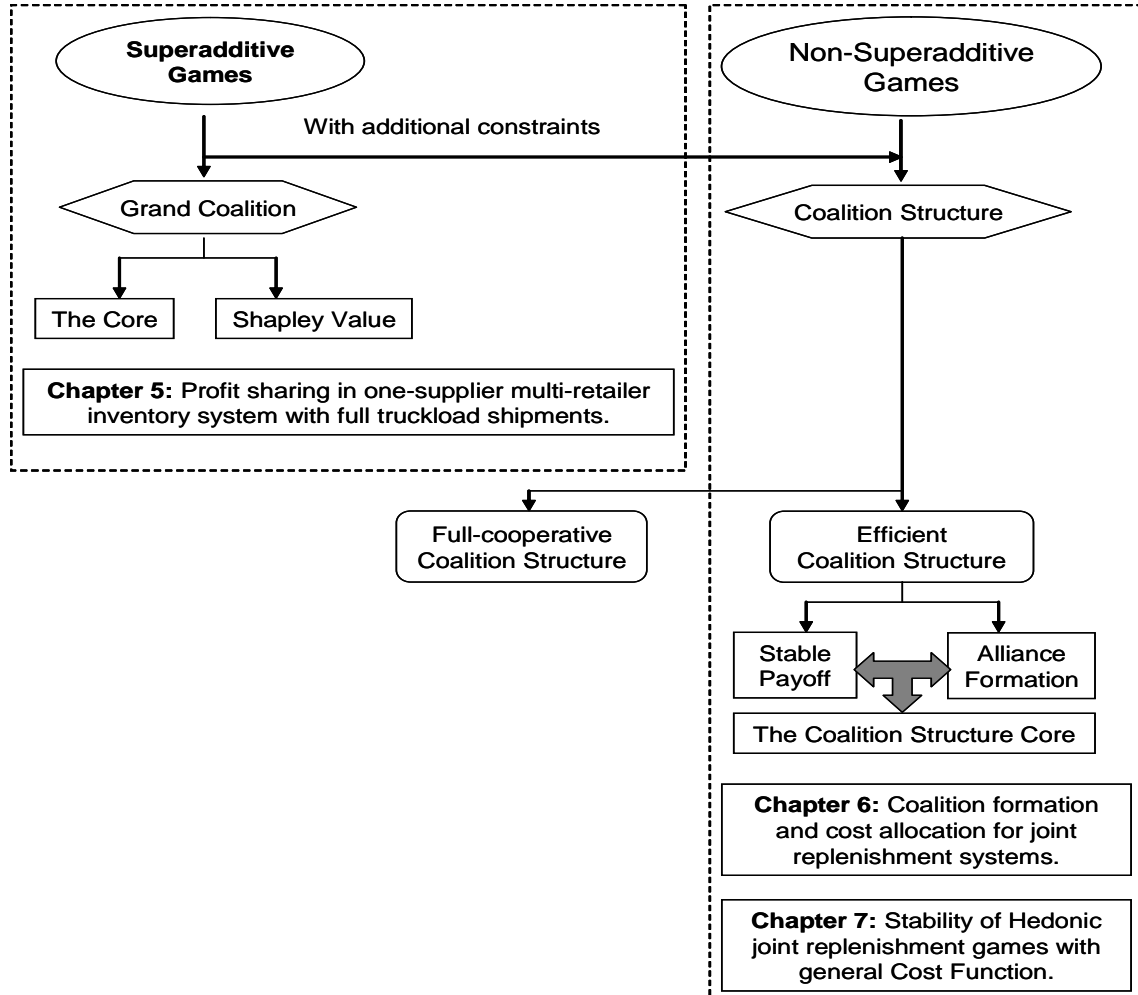 Superadditive
Games
Non-Superadditive
Games
With additional constraints
Grand Coalition
Coalition Structure
The Core
Shapley Value
Chapter 5: Profit sharing in one-supplier multi-retailer
inventory system with full truckload shipments.
Full-cooperative
Coalition Structure
Efficient
Coalition Structure
Stable
Payoff
Alliance
Formation
The Coalition Structure Core
Chapter 6: Coalition formation
and cost allocation for joint
replenishment systems.
Chapter 7: Stability of Hedonic
joint replenishment games with
general Cost Function.